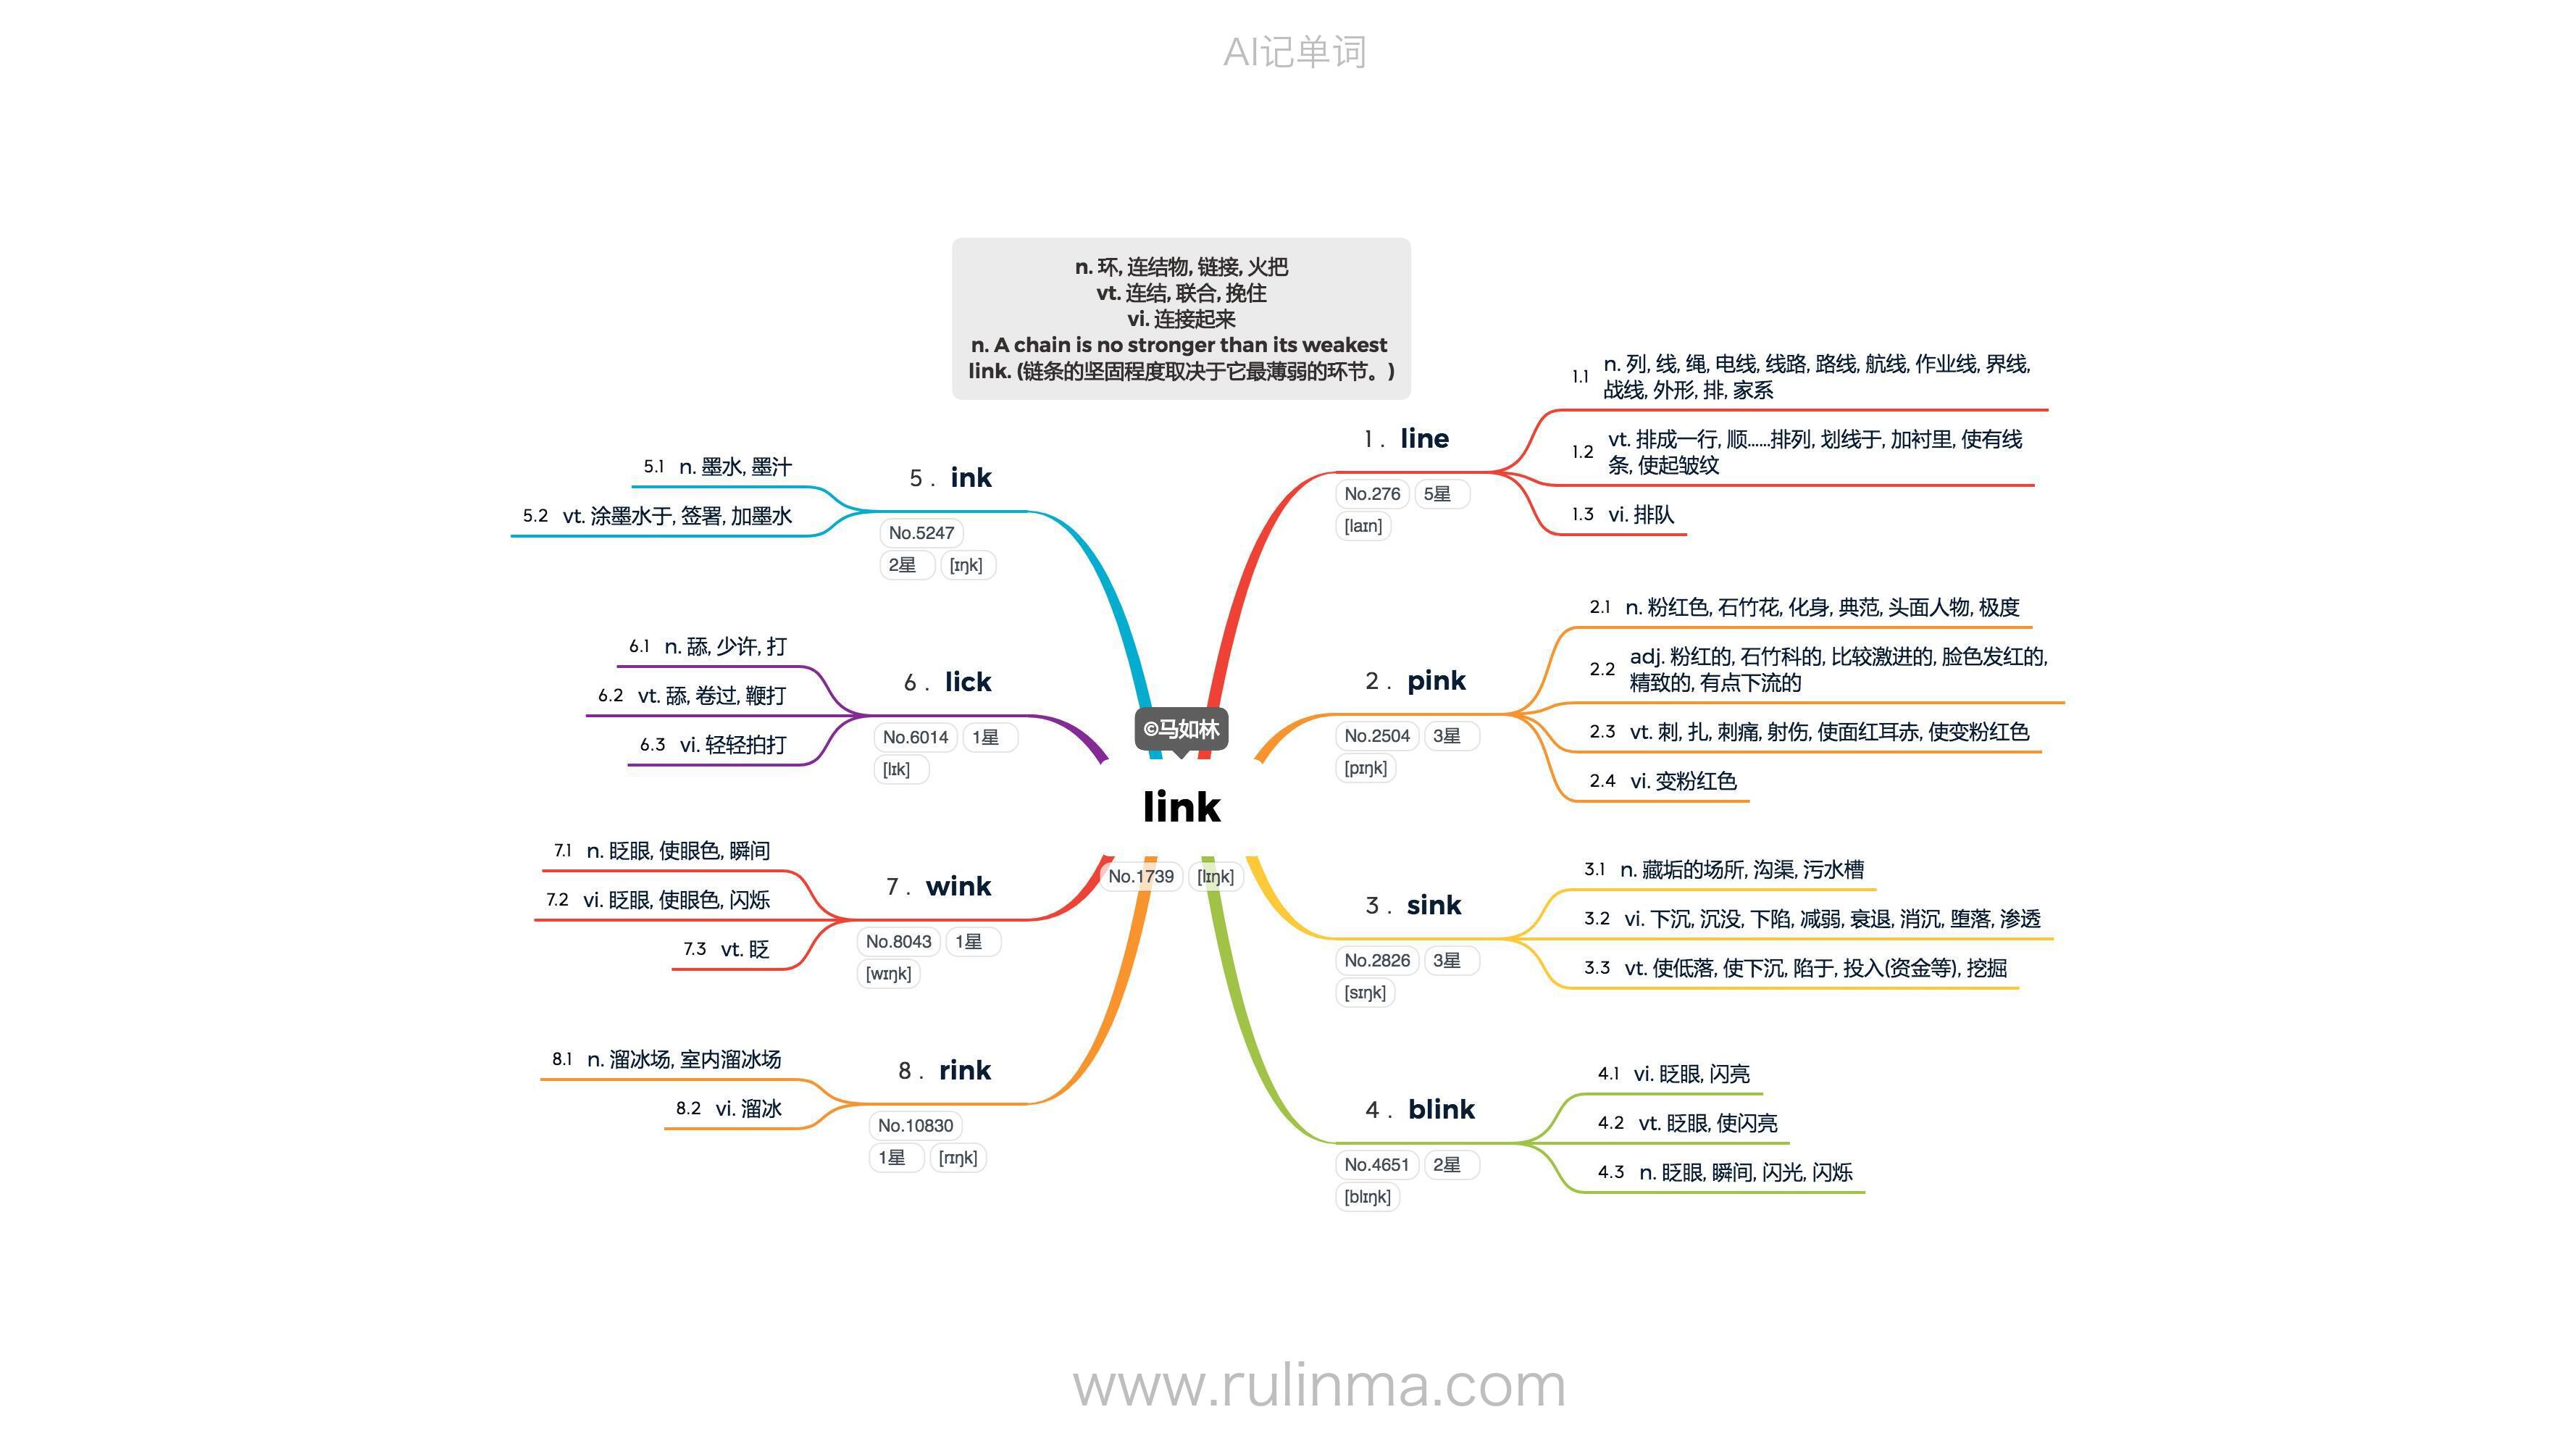 AI记单词
n. 环, 连结物, 链接, 火把
vt. 连结, 联合, 挽住
vi. 连接起来
n. A chain is no stronger than its weakest
link. (链条的坚固程度取决于它最薄弱的环节。)
©马如林
link
No.1739 [lɪŋk]
1 . line
No.276 5星
[laɪn]
1.1 n. 列, 线, 绳, 电线, 线路, 路线, 航线, 作业线, 界线,
战线, 外形, 排, 家系
1.2 vt. 排成一行, 顺......排列, 划线于, 加衬里, 使有线
条, 使起皱纹
1.3 vi. 排队
2 . pink
No.2504 3星
[pɪŋk]
2.1 n. 粉红色, 石竹花, 化身, 典范, 头面人物, 极度
2.2 adj. 粉红的, 石竹科的, 比较激进的, 脸色发红的,
精致的, 有点下流的
2.3 vt. 刺, 扎, 刺痛, 射伤, 使面红耳赤, 使变粉红色
2.4 vi. 变粉红色
3 . sink
No.2826 3星
[sɪŋk]
3.1 n. 藏垢的场所, 沟渠, 污水槽
3.2 vi. 下沉, 沉没, 下陷, 减弱, 衰退, 消沉, 堕落, 渗透
3.3 vt. 使低落, 使下沉, 陷于, 投入(资金等), 挖掘
4 . blink
No.4651 2星
[blɪŋk]
4.1 vi. 眨眼, 闪亮
4.2 vt. 眨眼, 使闪亮
4.3 n. 眨眼, 瞬间, 闪光, 闪烁
5 . ink
No.5247
2星 [ɪŋk]
5.1 n. 墨水, 墨汁
5.2 vt. 涂墨水于, 签署, 加墨水
6 . lick
No.6014 1星
[lɪk]
6.1 n. 舔, 少许, 打
6.2 vt. 舔, 卷过, 鞭打
6.3 vi. 轻轻拍打
7 . wink
No.8043 1星
[wɪŋk]
7.1 n. 眨眼, 使眼色, 瞬间
7.2 vi. 眨眼, 使眼色, 闪烁
7.3 vt. 眨
8 . rink
No.10830
1星 [rɪŋk]
8.1 n. 溜冰场, 室内溜冰场
8.2 vi. 溜冰
www.rulinma.com